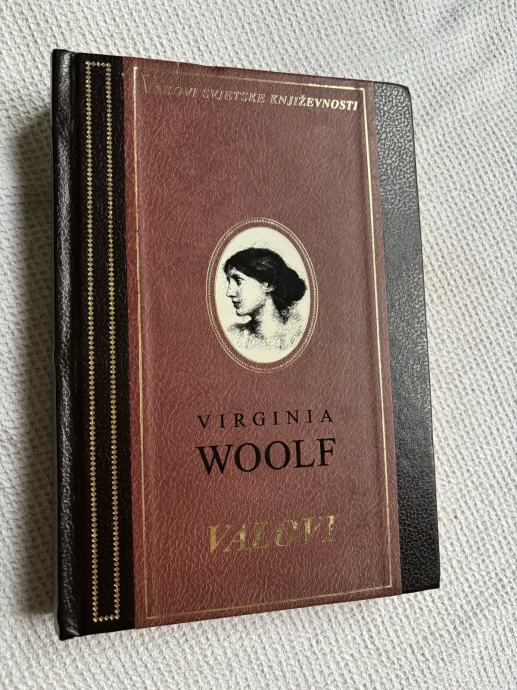 VALOVI SVJETSKE KNJIŽEVNOSTI
VIRGINIA
WOOLF
VALOVI